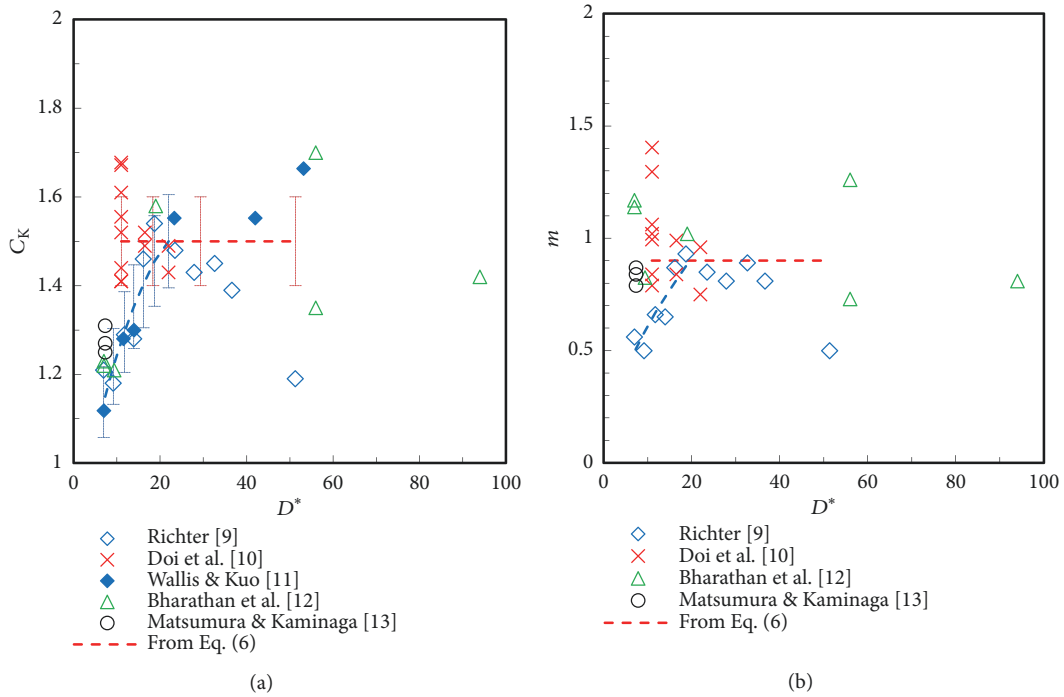 2
1.8
1.6
C_K
1.4
1.2
1
0
20
40
60
80
100
D*
Richter [9]
Doi et al. [10]
Wallis & Kuo [11]
Bharathan et al. [12]
Matsumura & Kaminaga [13]
From Eq. (6)
(a)
2
1.5
m
1
0.5
0
0
20
40
60
80
100
D*
Richter [9]
Doi et al. [10]
Bharathan et al. [12]
Matsumura & Kaminaga [13]
From Eq. (6)
(b)